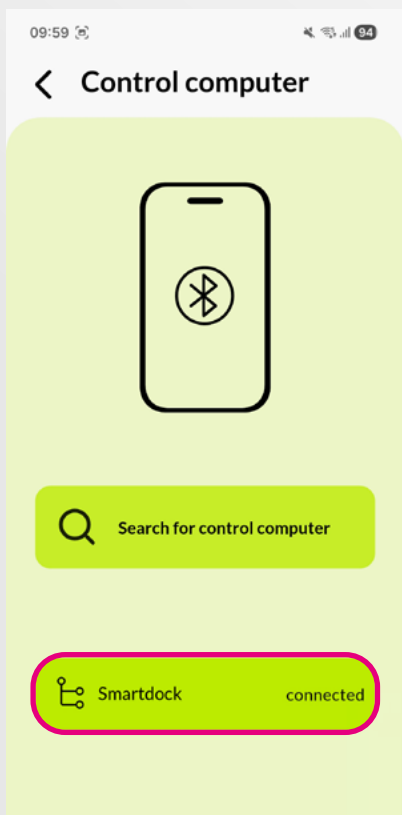 09:59 94
Control computer
Search for control computer
Smartdock connected